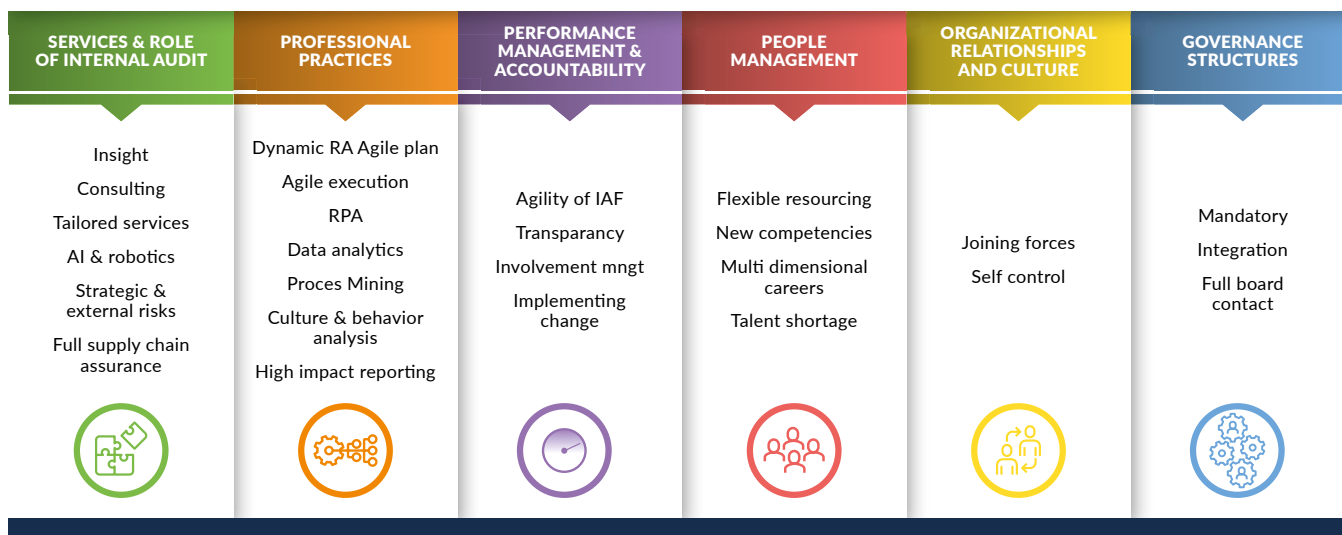 SERVICES & ROLE
OF INTERNAL AUDIT
Insight
Consulting
Tailored services
AI & robotics
Strategic &
external risks
Full supply chain
assurance
PROFESSIONAL
PRACTICES
Dynamic RA Agile plan
Agile execution
RPA
Data analytics
Proces Mining
Culture & behavior
analysis
High impact reporting
PERFORMANCE
MANAGEMENT &
ACCOUNTABILITY
Agility of IAF
Transparancy
Involvement mngt
Implementing
change
PEOPLE
MANAGEMENT
Flexible resourcing
New competencies
Multi dimensional
careers
Talent shortage
ORGANIZATIONAL
RELATIONSHIPS
AND CULTURE
Joining forces
Self control
GOVERNANCE
STRUCTURES
Mandatory
Integration
Full board
contact